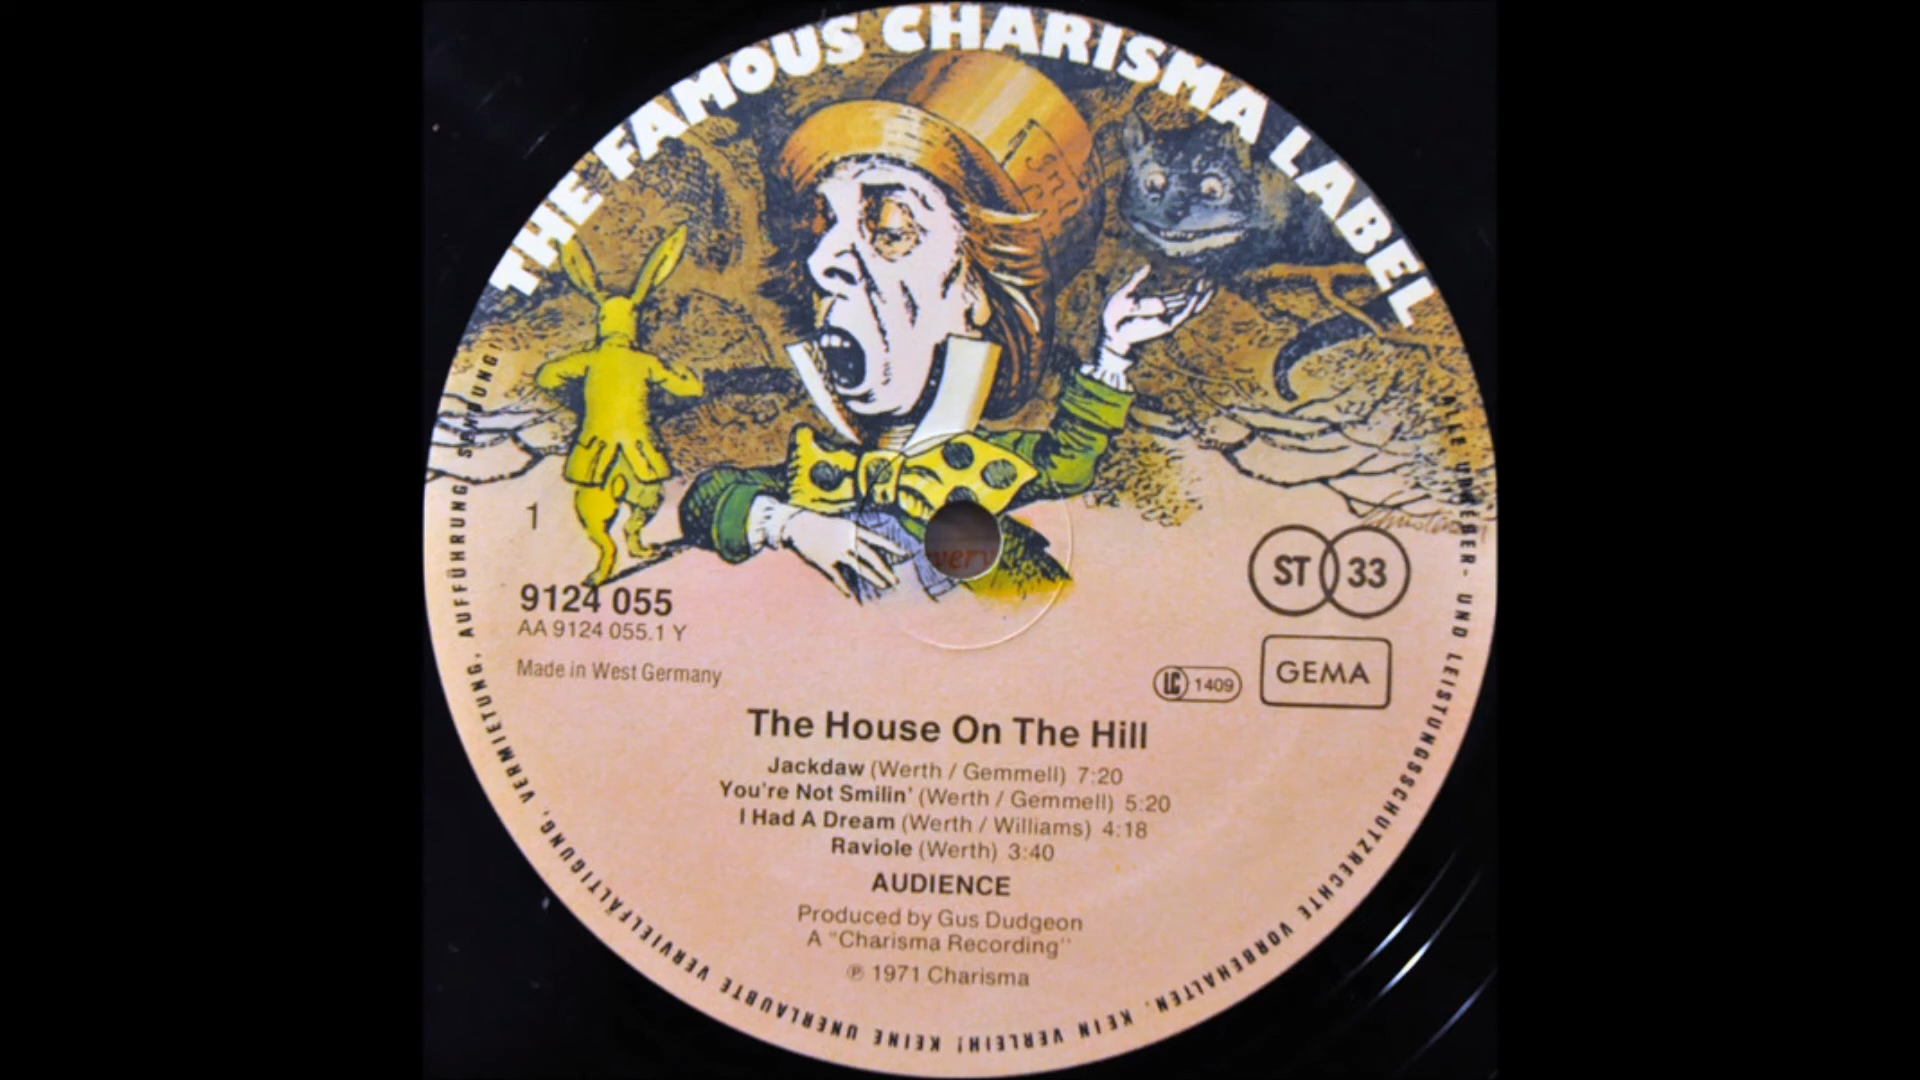 THE FAMOUS CHARISMA LABEL
1
9124 055
AA 9124 055.1 Y
Made in West Germany
ST 33
LC 1409
GEMA
The House On The Hill
Jackdaw (Werth / Gemmell) 7:20
You're Not Smilin' (Werth / Gemmell) 5:20
I Had A Dream (Werth / Williams) 4:18
Raviole (Werth) 3:40
AUDIENCE
Produced by Gus Dudgeon
A "Charisma Recording"
℗ 1971 Charisma
ALLE URHEBER- UND LEISTUNGSSCHUTZRECHTE VORBEHALTEN. KEIN VERLEIH! KEINE UNERLAUBTE VERVIELFÄLTIGUNG, VERMIETUNG, AUFFÜHRUNG, SENDUNG!